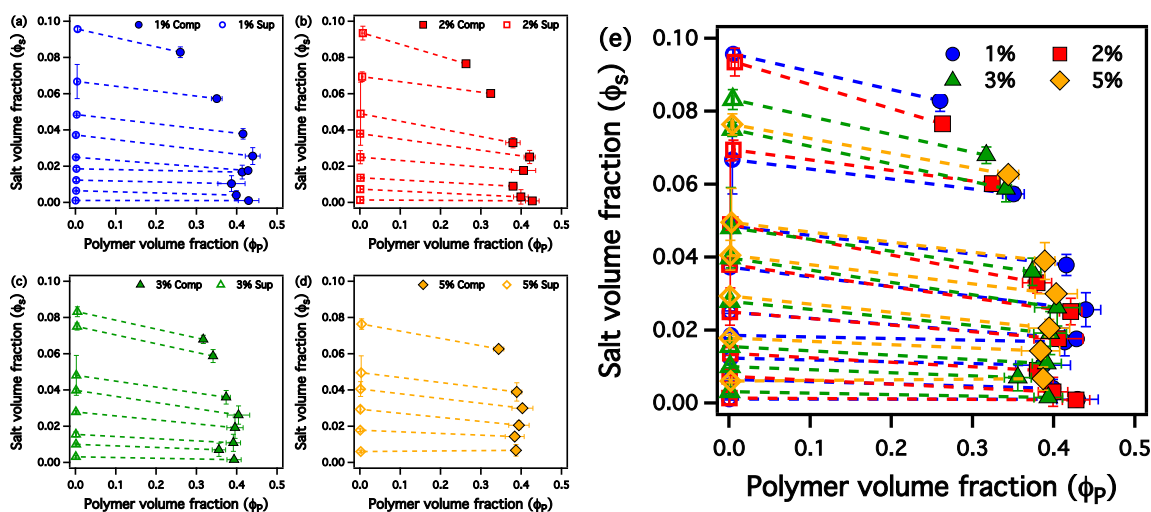 (a)
1% Comp
1% Sup
Salt volume fraction (ϕS)
0.10
0.08
0.06
0.04
0.02
0.00
0.0 0.1 0.2 0.3 0.4 0.5
Polymer volume fraction (ϕP)
(b)
2% Comp
2% Sup
Salt volume fraction (ϕS)
0.10
0.08
0.06
0.04
0.02
0.00
0.0 0.1 0.2 0.3 0.4 0.5
Polymer volume fraction (ϕP)
(c)
3% Comp
3% Sup
Salt volume fraction (ϕS)
0.10
0.08
0.06
0.04
0.02
0.00
0.0 0.1 0.2 0.3 0.4 0.5
Polymer volume fraction (ϕP)
(d)
5% Comp
5% Sup
Salt volume fraction (ϕS)
0.10
0.08
0.06
0.04
0.02
0.00
0.0 0.1 0.2 0.3 0.4 0.5
Polymer volume fraction (ϕP)
(e)
1%
2%
3%
5%
Salt volume fraction (ϕS)
0.10
0.08
0.06
0.04
0.02
0.00
0.0 0.1 0.2 0.3 0.4 0.5
Polymer volume fraction (ϕP)